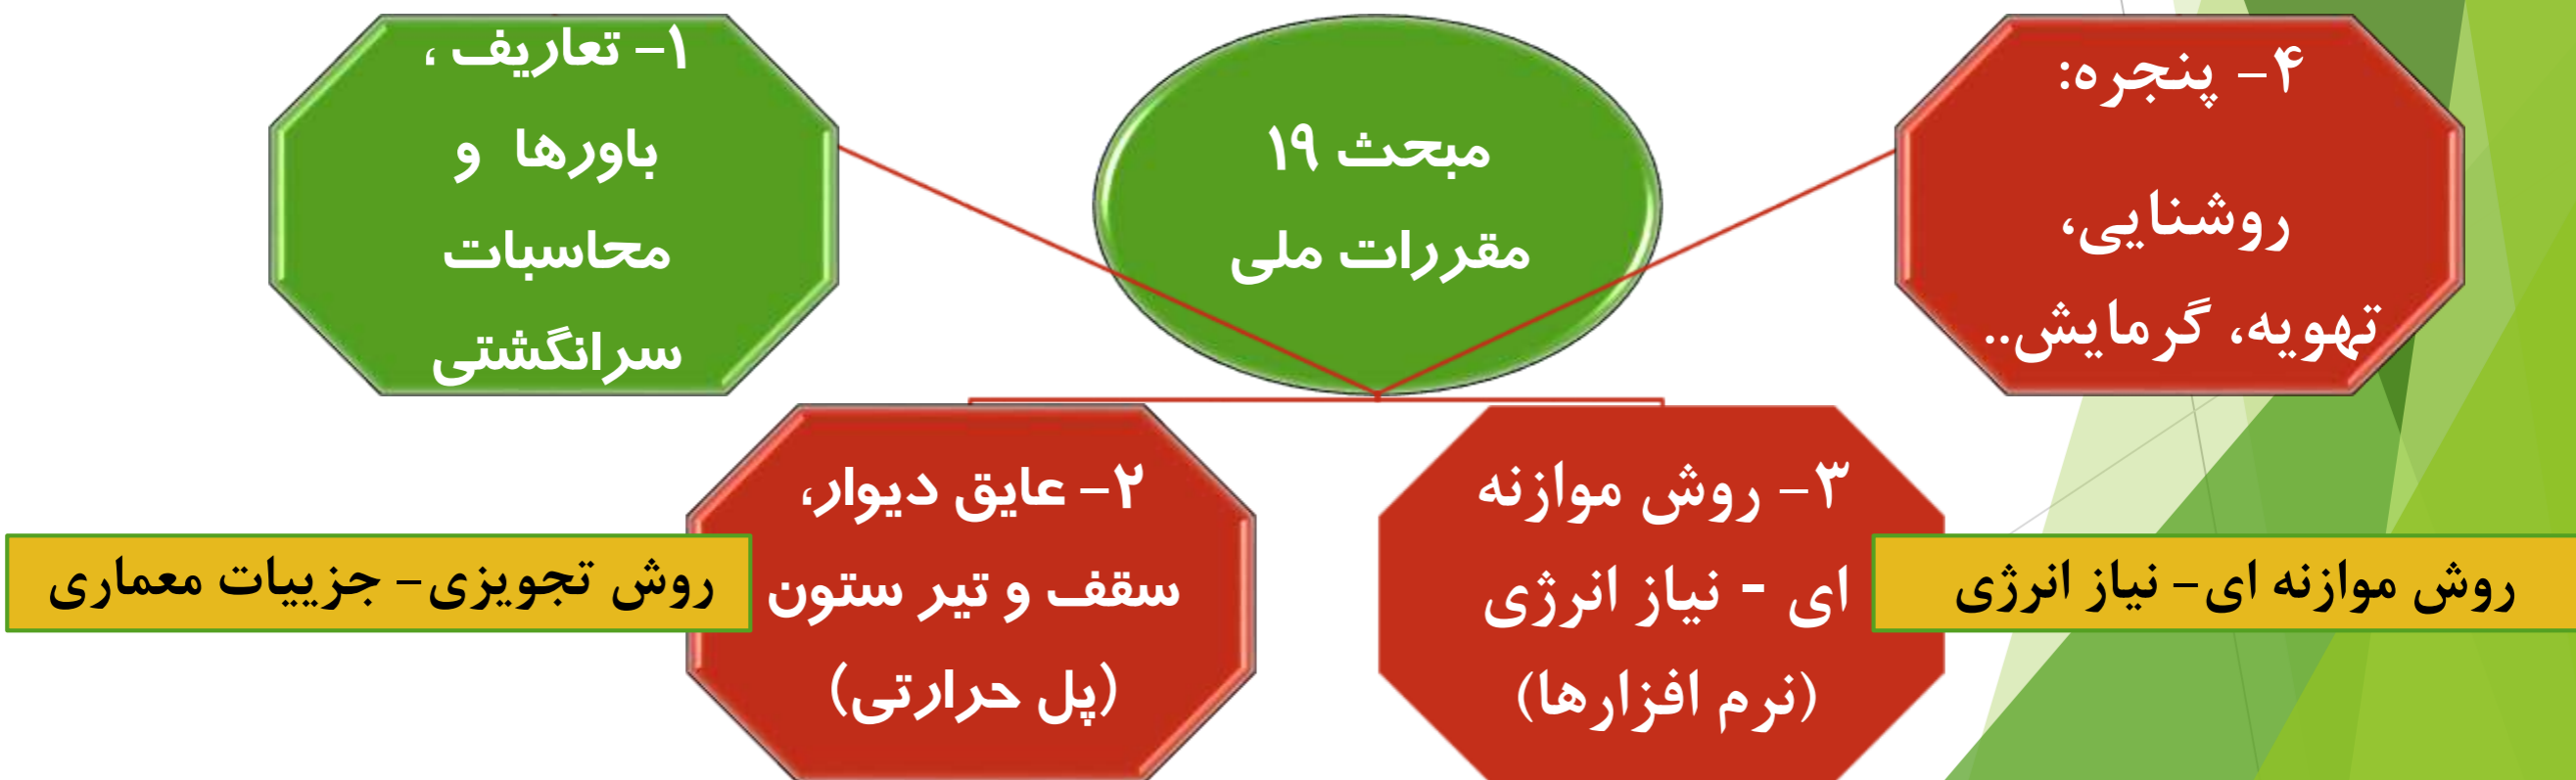 مبحث ۱۹
مقررات ملی
۱- تعاریف ،
باورها و
محاسبات
سرانگشتی
۲- عایق دیوار،
سقف و تیر ستون
(پل حرارتی)
روش تجویزی- جزییات معماری
۳- روش موازنه
ای - نیاز انرژی
(نرم افزارها)
روش موازنه ای- نیاز انرژی
۴- پنجره:
روشنایی،
تهویه، گرمایش..